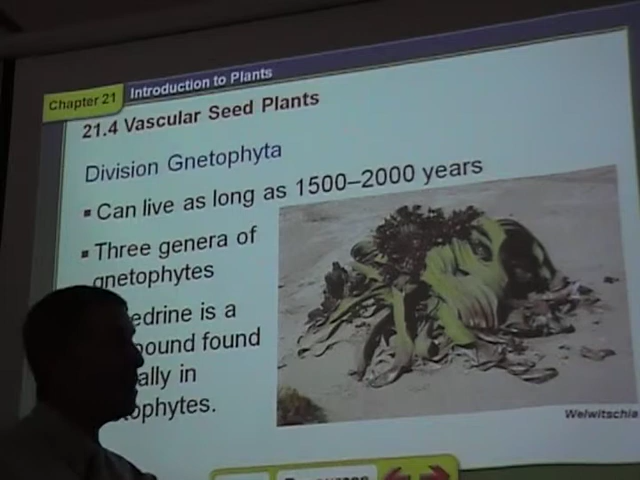 Chapter 21
Introduction to Plants
21.4 Vascular Seed Plants
Division Gnetophyta
Can live as long as 1500–2000 years
Three genera of
gnetophytes
edrine is a
ound found
ally in
ophytes.
Welwitschia